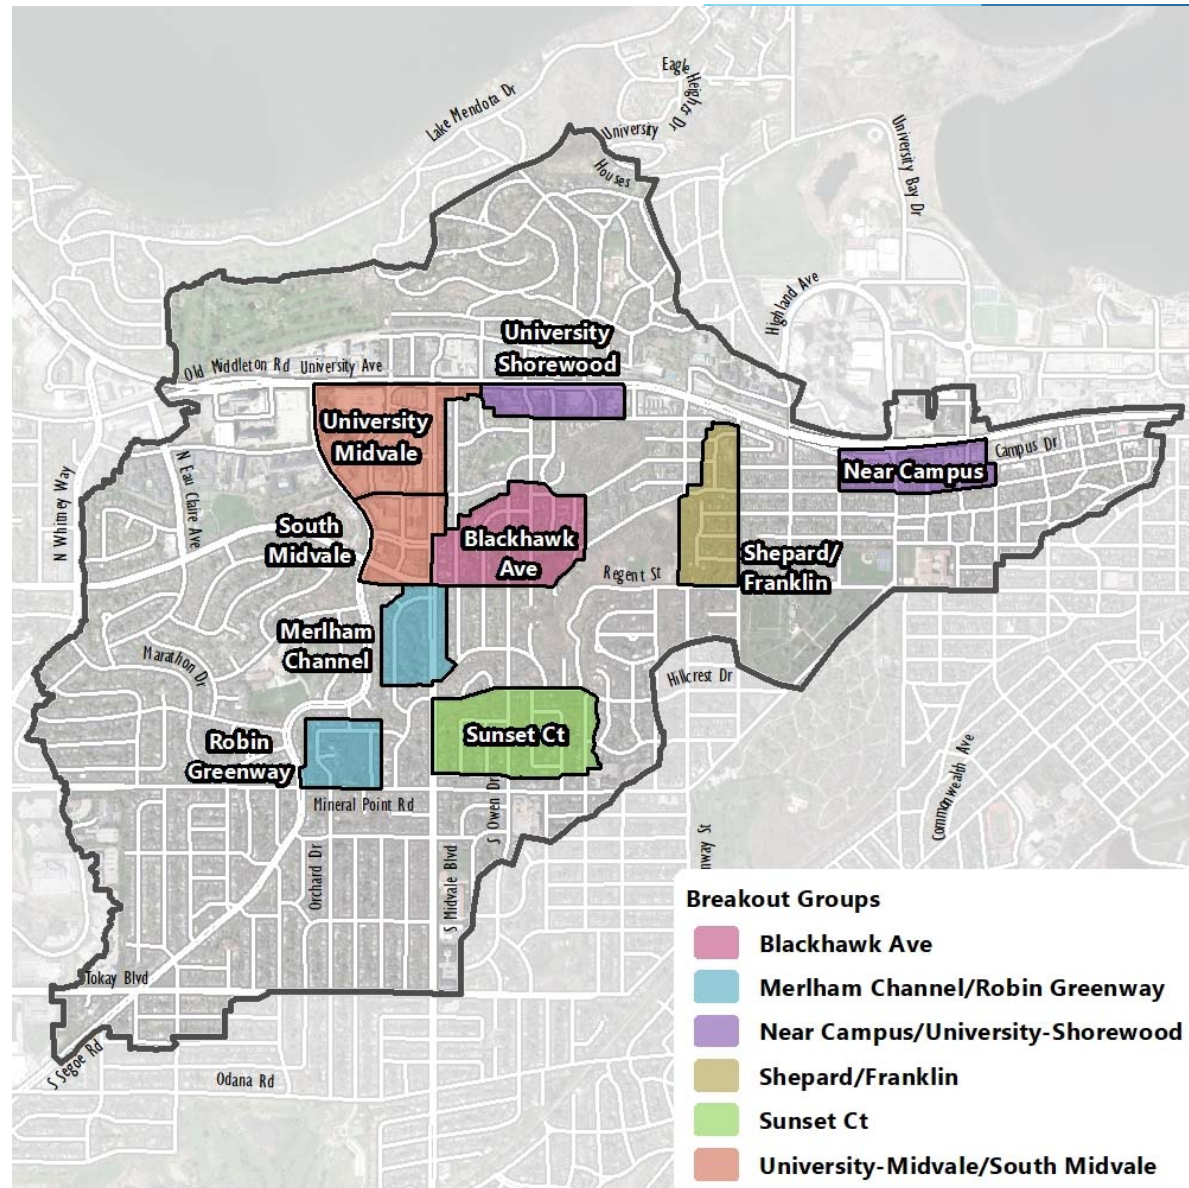 Eagle Heights Dr
Lake Mendota Dr
University
Houses
University Bay Dr
Highland Ave
University
Shorewood
Old Middleton Rd
University Ave
University
Midvale
Campus Dr
Near Campus
N Whitney Way
N Eau Claire Ave
South
Midvale
Blackhawk
Ave
Shepard/
Franklin
Regent St
Merlham
Channel
Marathon Dr
Hillcrest Dr
Robin
Greenway
Sunset Ct
Mineral Point Rd
S Owen Dr
Commonwealth Ave
nway St
Orchard Dr
S Midvale Blvd
Tokay Blvd
S Segoe Rd
Odana Rd
Breakout Groups
Blackhawk Ave
Merlham Channel/Robin Greenway
Near Campus/University-Shorewood
Shepard/Franklin
Sunset Ct
University-Midvale/South Midvale